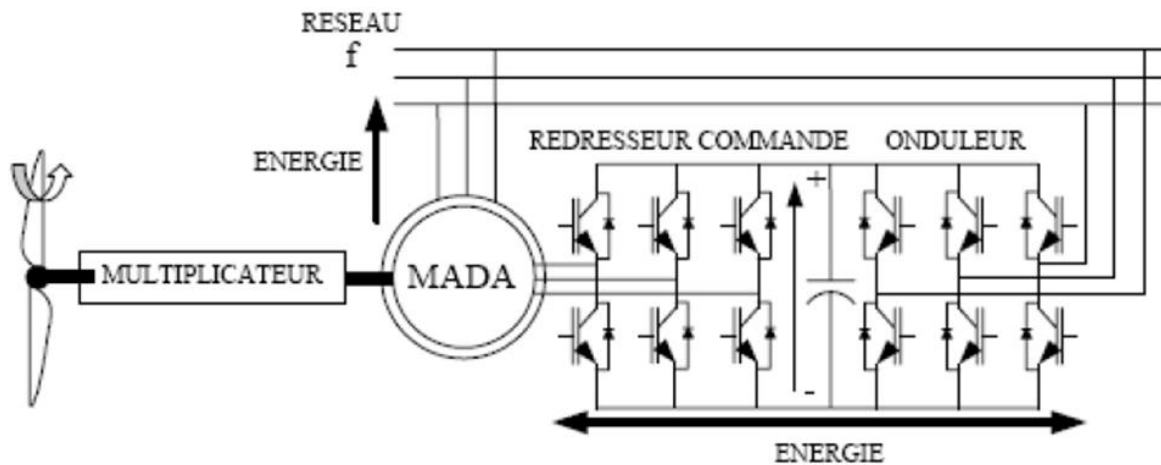 RESEAU
f
ENERGIE
REDRESSEUR COMMANDE
ONDULEUR
+
MULTIPLICATEUR
MADA
-
ENERGIE